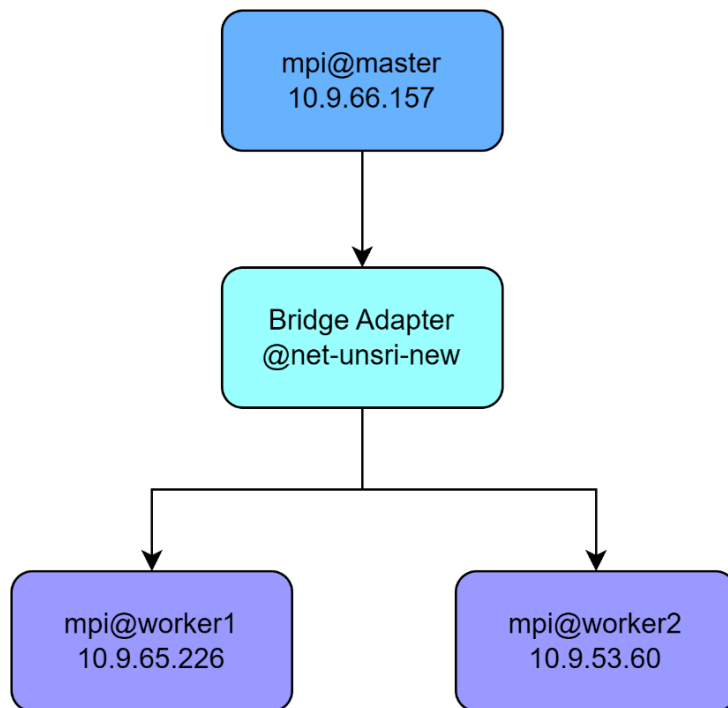 mpi@master
10.9.66.157
Bridge Adapter
@net-unsri-new
mpi@worker1
10.9.65.226
mpi@worker2
10.9.53.60